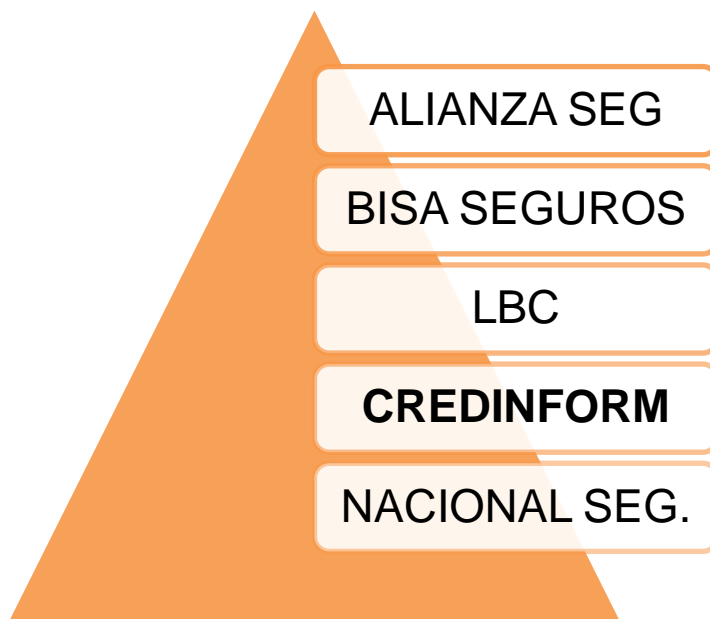 ALIANZA SEG
BISA SEGUROS
LBC
CREDINFORM
NACIONAL SEG.